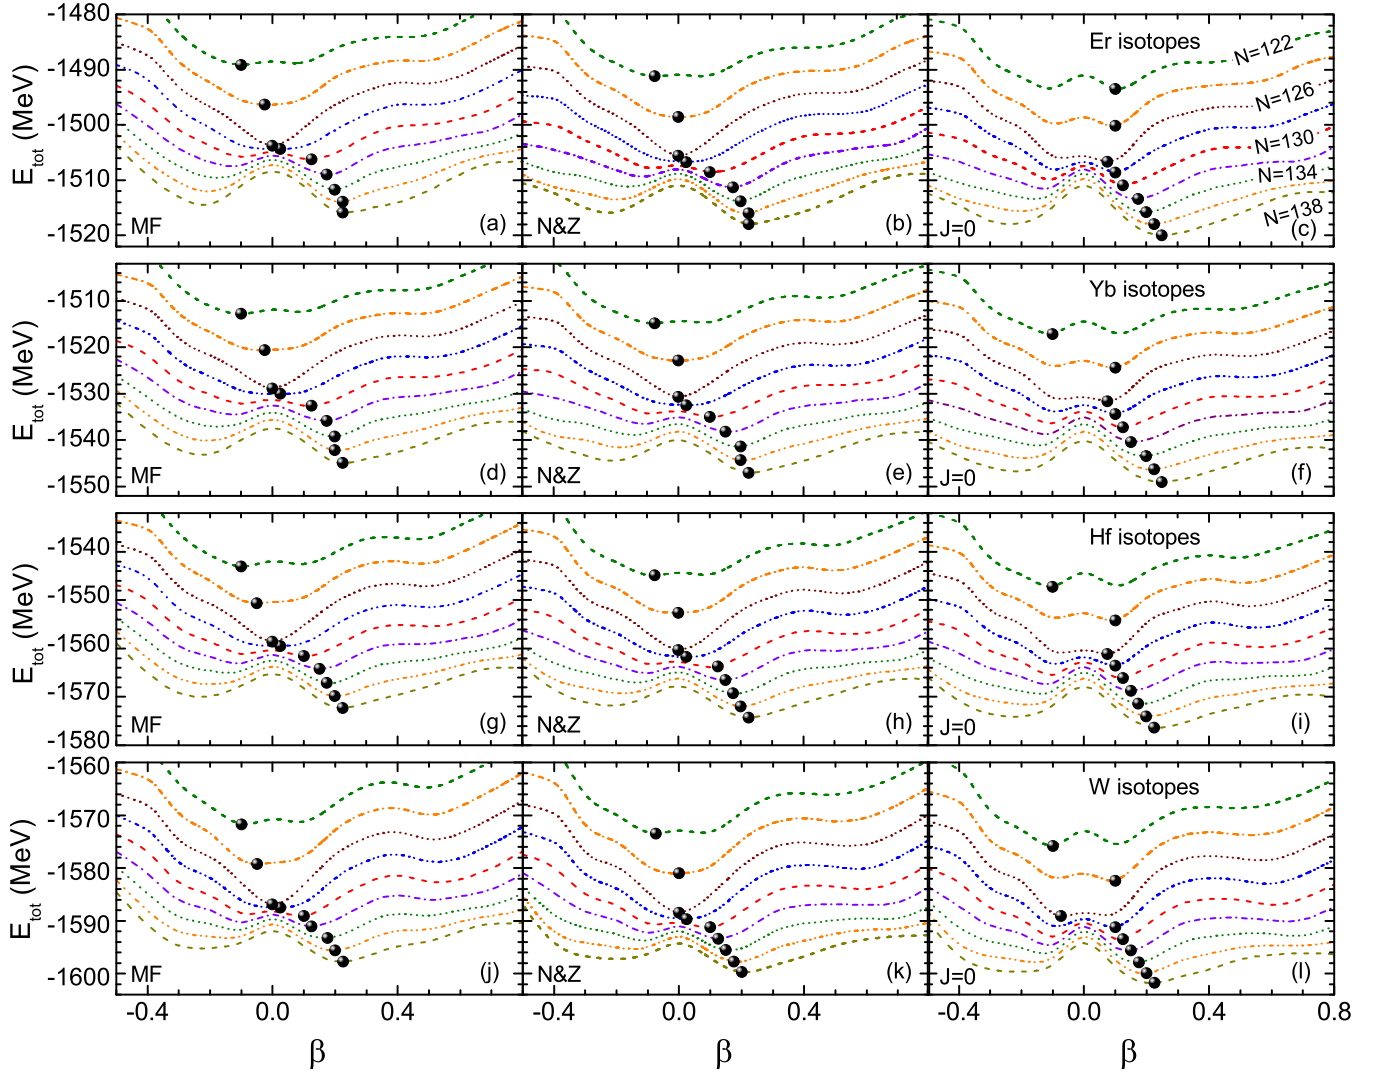 -1480
-1490
-1500
-1510
-1520
E_tot (MeV)
MF
(a)
N&Z
(b)
Er isotopes
N=122
N=126
N=130
N=134
N=138
J=0
(c)
-1510
-1520
-1530
-1540
-1550
E_tot (MeV)
MF
(d)
N&Z
(e)
Yb isotopes
J=0
(f)
-1540
-1550
-1560
-1570
-1580
E_tot (MeV)
MF
(g)
N&Z
(h)
Hf isotopes
J=0
(i)
-1560
-1570
-1580
-1590
-1600
E_tot (MeV)
MF
(j)
N&Z
(k)
W isotopes
J=0
(l)
-0.4 0.0 0.4
-0.4 0.0 0.4
-0.4 0.0 0.4 0.8
β
β
β